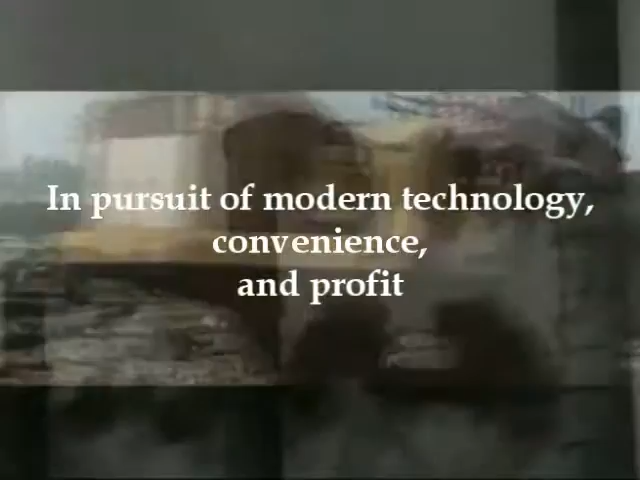 In pursuit of modern technology,
convenience,
and profit